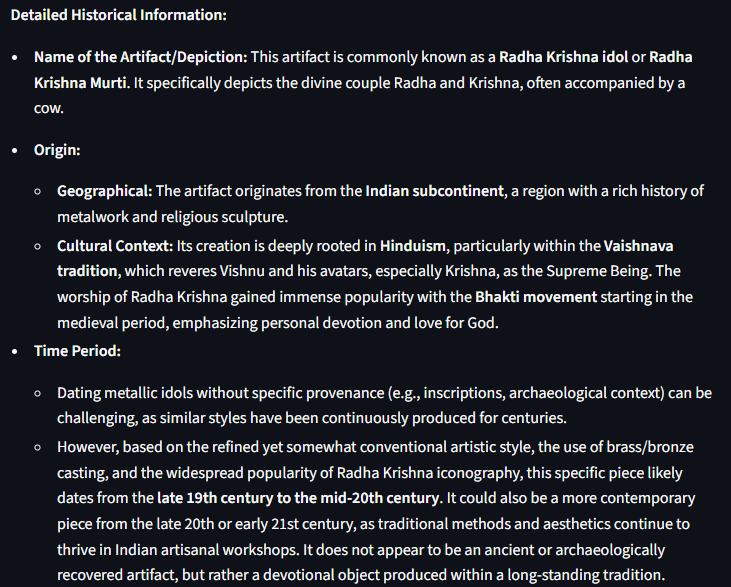 Detailed Historical Information:
• Name of the Artifact/Depiction: This artifact is commonly known as a Radha Krishna idol or Radha
Krishna Murti. It specifically depicts the divine couple Radha and Krishna, often accompanied by a
cow.
• Origin:
○ Geographical: The artifact originates from the Indian subcontinent, a region with a rich history of
metalwork and religious sculpture.
○ Cultural Context: Its creation is deeply rooted in Hinduism, particularly within the Vaishnava
tradition, which reveres Vishnu and his avatars, especially Krishna, as the Supreme Being. The
worship of Radha Krishna gained immense popularity with the Bhakti movement starting in the
medieval period, emphasizing personal devotion and love for God.
• Time Period:
○ Dating metallic idols without specific provenance (e.g., inscriptions, archaeological context) can be
challenging, as similar styles have been continuously produced for centuries.
○ However, based on the refined yet somewhat conventional artistic style, the use of brass/bronze
casting, and the widespread popularity of Radha Krishna iconography, this specific piece likely
dates from the late 19th century to the mid-20th century. It could also be a more contemporary
piece from the late 20th or early 21st century, as traditional methods and aesthetics continue to
thrive in Indian artisanal workshops. It does not appear to be an ancient or archaeologically
recovered artifact, but rather a devotional object produced within a long-standing tradition.